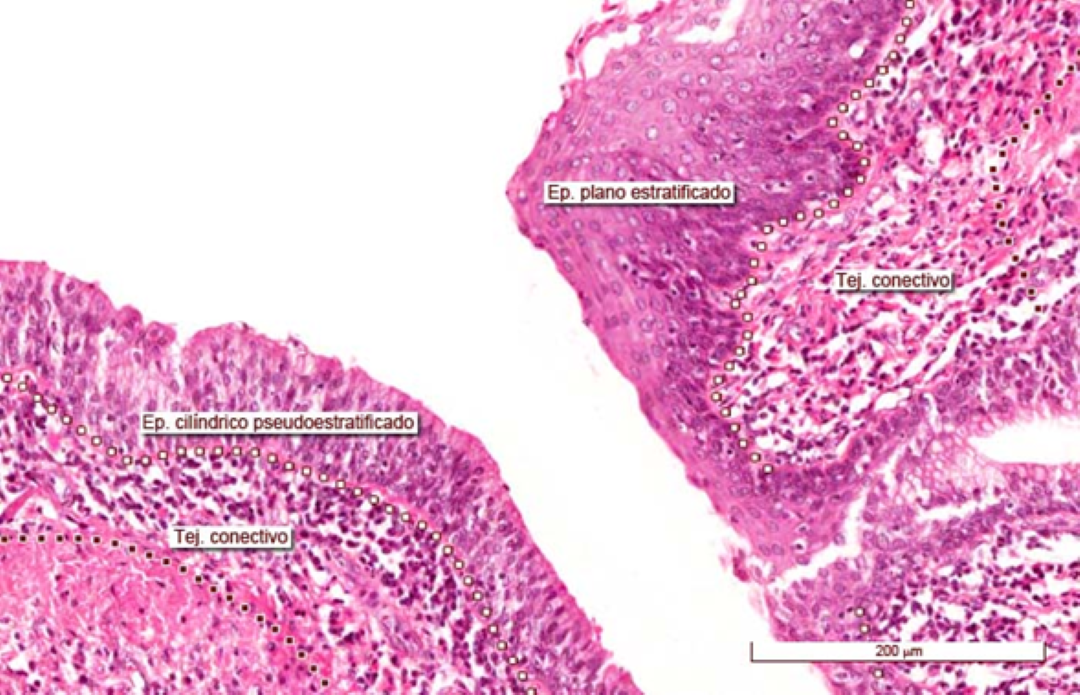 Ep. plano estratificado
Tej. conectivo
Ep. cilíndrico pseudoestratificado
Tej. conectivo
200 µm